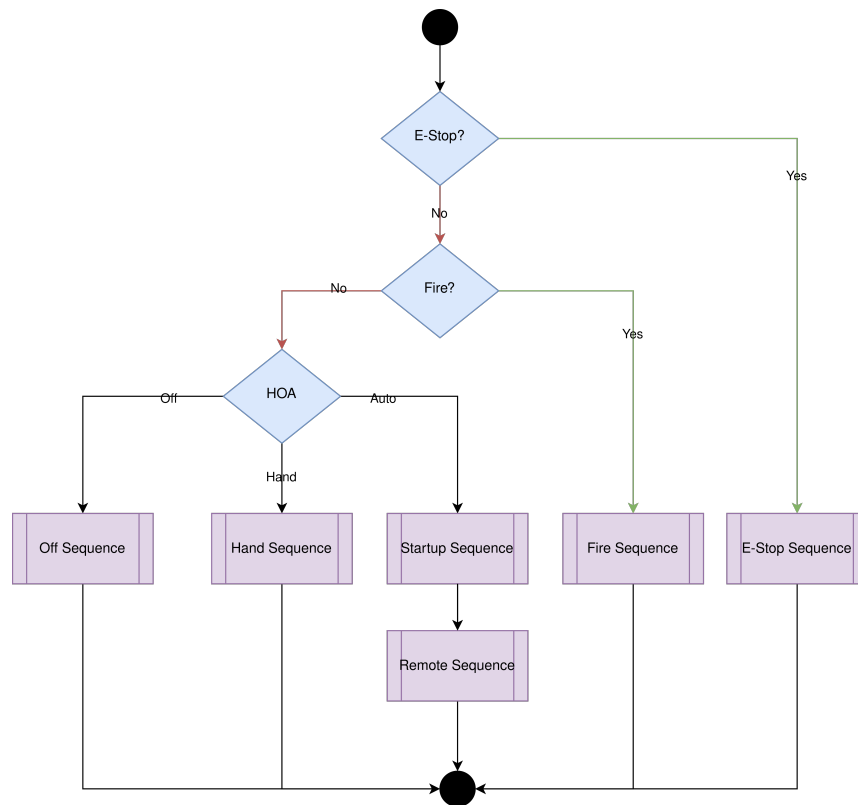 E-Stop?
Yes
No
Fire?
No
Yes
HOA
Off
Auto
Hand
Off Sequence
Hand Sequence
Startup Sequence
Fire Sequence
E-Stop Sequence
Remote Sequence